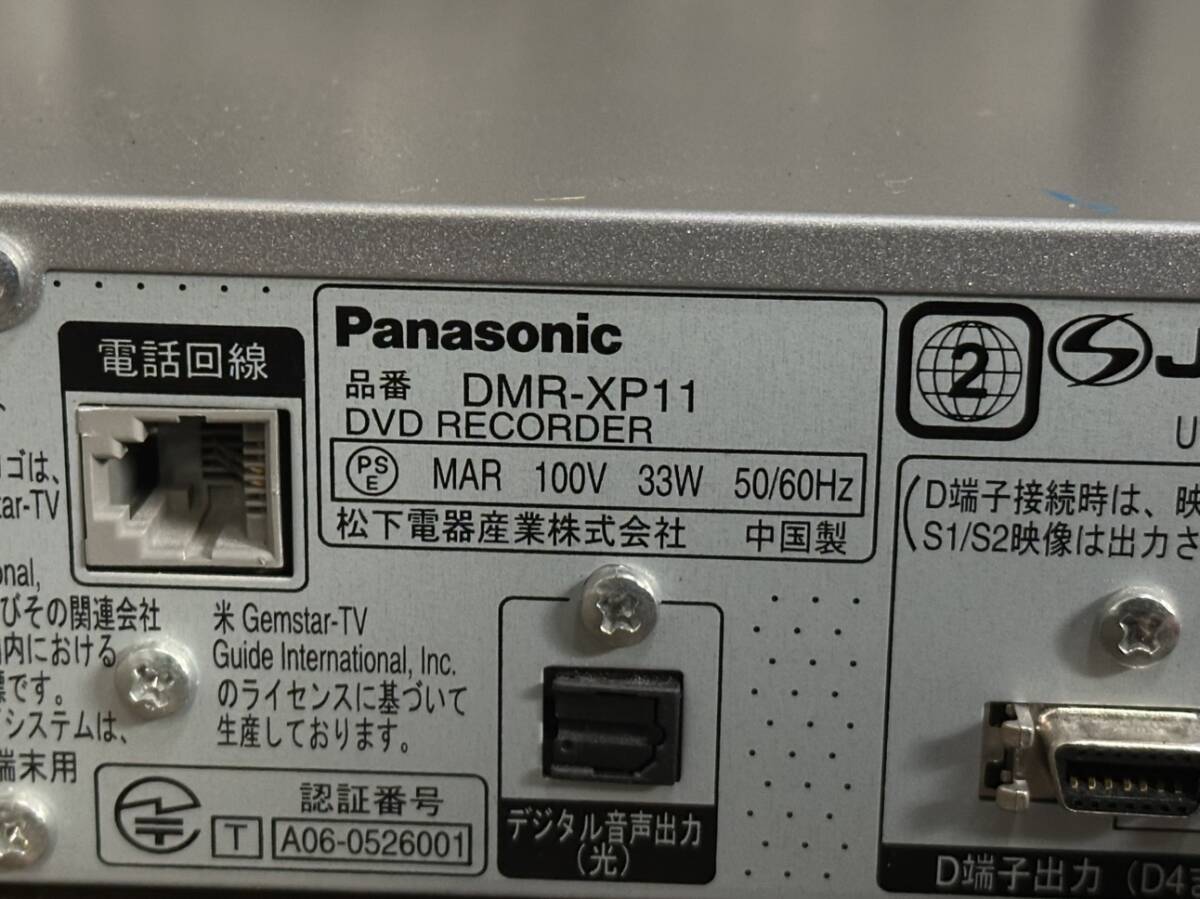 電話回線
Panasonic
品番 DMR-XP11
DVD RECORDER
PSE MAR 100V 33W 50/60Hz
松下電器産業株式会社 中国製
2
D端子接続時は、映
S1/S2映像は出力さ
ゴは、
tar-TV
onal,
びその関連会社
内における
標です。
システムは、
端末用
米 Gemstar-TV
Guide International, Inc.
のライセンスに基づいて
生産しております。
認証番号
T A06-0526001
デジタル音声出力
(光)
D端子出力 (D4ま